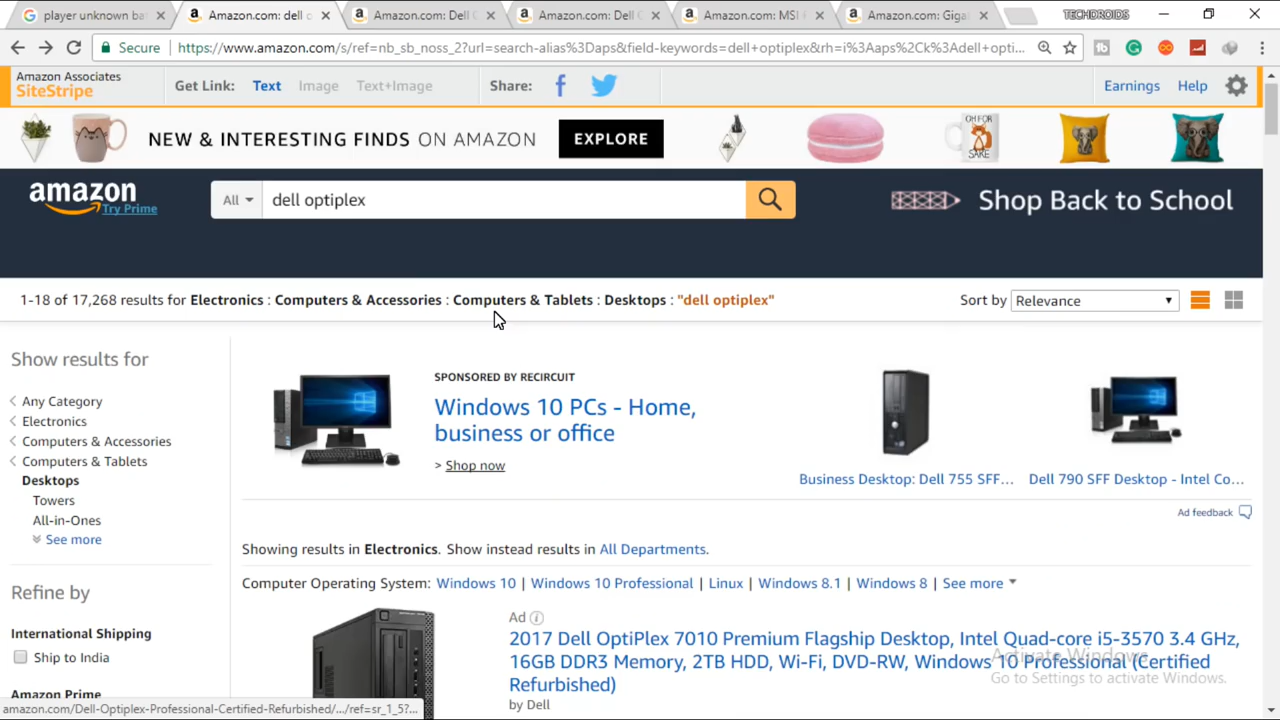 player unknown ba
Amazon.com: dell o
Amazon.com: Dell
Amazon.com: Dell
Amazon.com: MSI
Amazon.com: Giga
TECHDROIDS
Secure
https://www.amazon.com/s/ref=nb_sb_noss_2?url=search-alias%3Daps&field-keywords=dell+optiplex&rh=i%3Aaps%2Ck%3Adell+opti...
Amazon Associates
SiteStripe
Get Link: Text Image Text+Image
Share:
Earnings Help
NEW & INTERESTING FINDS ON AMAZON
EXPLORE
OH FOR
SAKE
amazon
Try Prime
All
dell optiplex
Shop Back to School
1-18 of 17,268 results for Electronics : Computers & Accessories : Computers & Tablets : Desktops : "dell optiplex"
Sort by Relevance
Show results for
Any Category
Electronics
Computers & Accessories
Computers & Tablets
Desktops
Towers
All-in-Ones
See more
Refine by
International Shipping
Ship to India
Amazon Prime
SPONSORED BY RECIRCUIT
Windows 10 PCs - Home,
business or office
> Shop now
Business Desktop: Dell 755 SFF...
Dell 790 SFF Desktop - Intel Co...
Ad feedback
Showing results in Electronics. Show instead results in All Departments.
Computer Operating System: Windows 10 | Windows 10 Professional | Linux | Windows 8.1 | Windows 8 | See more
Ad
2017 Dell OptiPlex 7010 Premium Flagship Desktop, Intel Quad-core i5-3570 3.4 GHz,
16GB DDR3 Memory, 2TB HDD, Wi-Fi, DVD-RW, Windows 10 Professional (Certified
Refurbished)
by Dell
Activate Windows
Go to Settings to activate Windows.
amazon.com/Dell-Optiplex-Professional-Certified-Refurbished/.../ref=sr_1_5?...